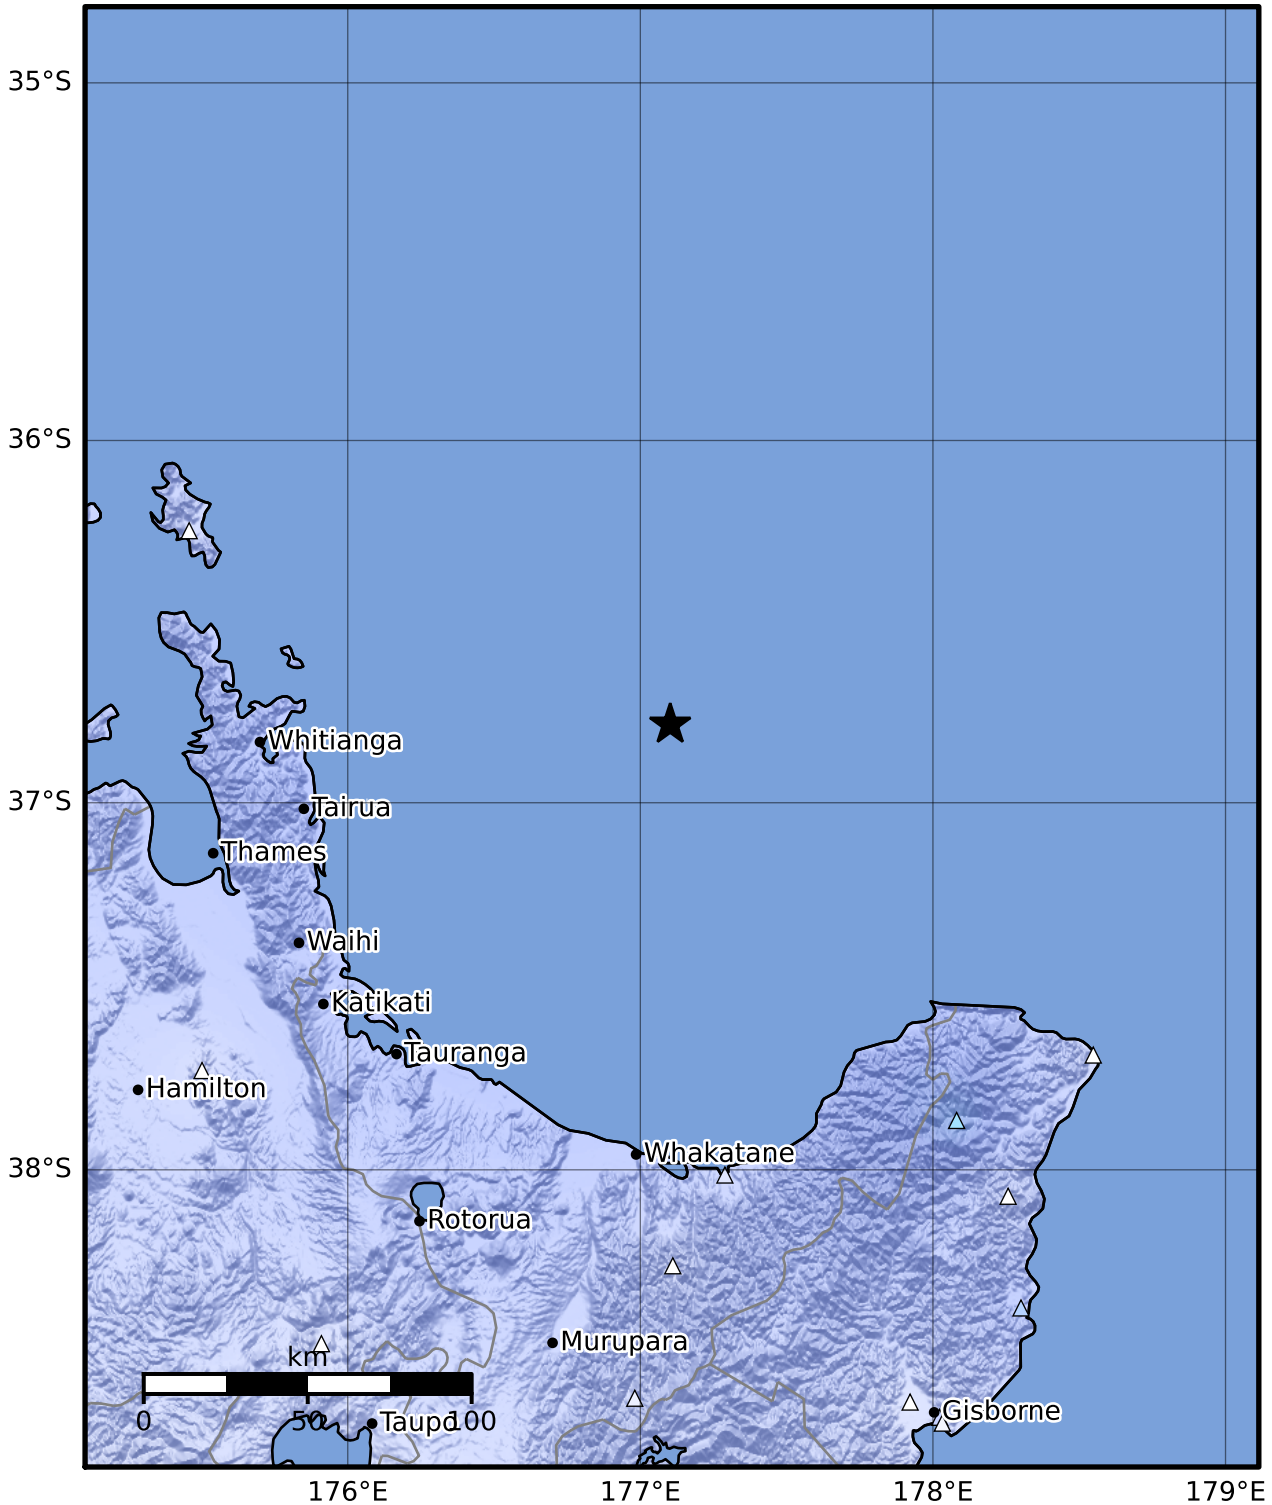 35°S
36°S
Whitianga
37°S
Tairua
Thames
Waihi
Katikati
Tauranga
Hamilton
Whakatane
38°S
Rotorua
Murupara
km
Gisborne
0
50
Taupo
100
176°E
177°E
178°E
179°E